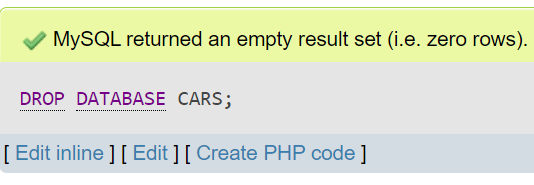 MySQL returned an empty result set (i.e. zero rows).
DROP DATABASE CARS;
[ Edit inline ] [ Edit ] [ Create PHP code ]